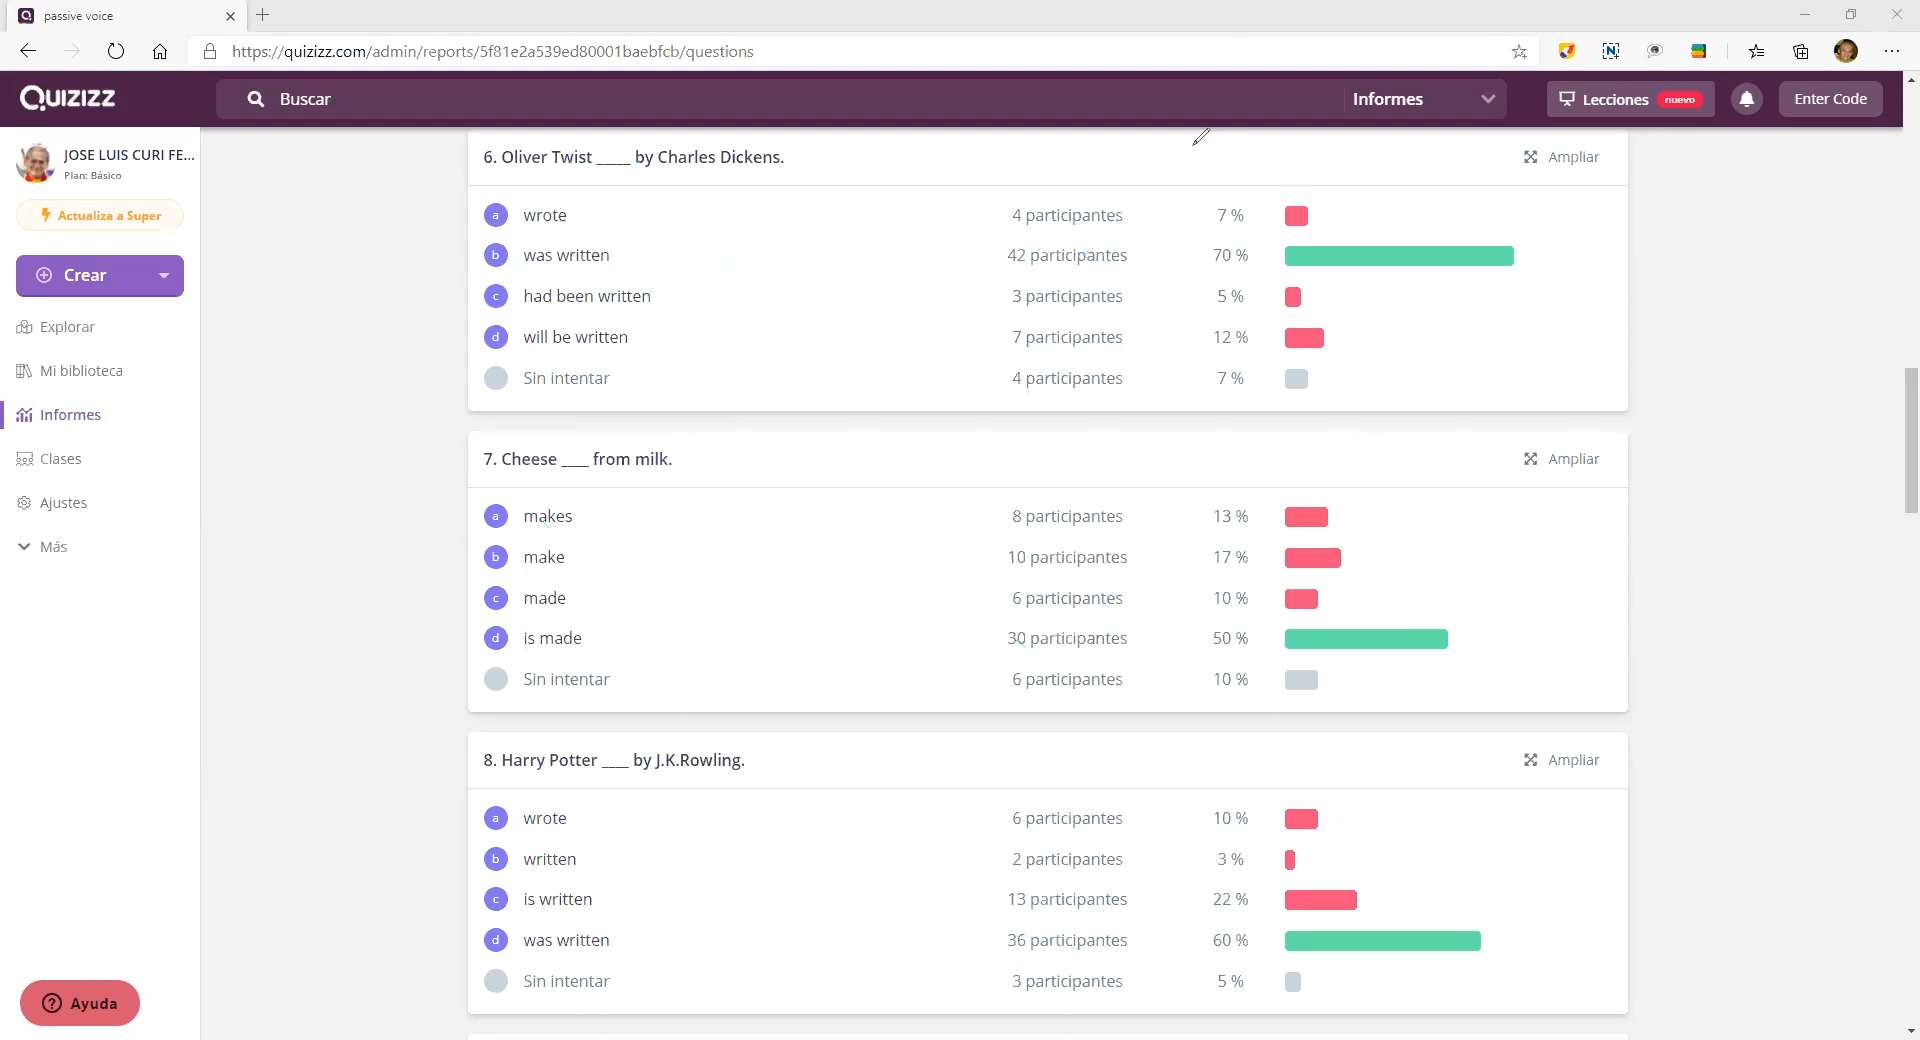 passive voice
https://quizizz.com/admin/reports/5f81e2a539ed80001baebfcb/questions
Quizizz
Buscar
Informes
Lecciones nuevo
Enter Code
JOSE LUIS CURI FE...
Plan: Básico
Actualiza a Super
Crear
Explorar
Mi biblioteca
Informes
Clases
Ajustes
Más
Ayuda
6. Oliver Twist _____ by Charles Dickens.
Ampliar
a wrote 4 participantes 7 %
b was written 42 participantes 70 %
c had been written 3 participantes 5 %
d will be written 7 participantes 12 %
Sin intentar 4 participantes 7 %
7. Cheese ____ from milk.
Ampliar
a makes 8 participantes 13 %
b make 10 participantes 17 %
c made 6 participantes 10 %
d is made 30 participantes 50 %
Sin intentar 6 participantes 10 %
8. Harry Potter ____ by J.K.Rowling.
Ampliar
a wrote 6 participantes 10 %
b written 2 participantes 3 %
c is written 13 participantes 22 %
d was written 36 participantes 60 %
Sin intentar 3 participantes 5 %